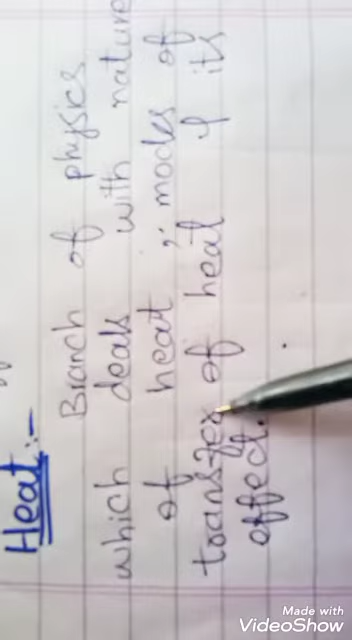 Heat:-
Branch of physics
which deals with nature
of heat, modes of
transfer of heat & its
effect.
Made with
VideoShow